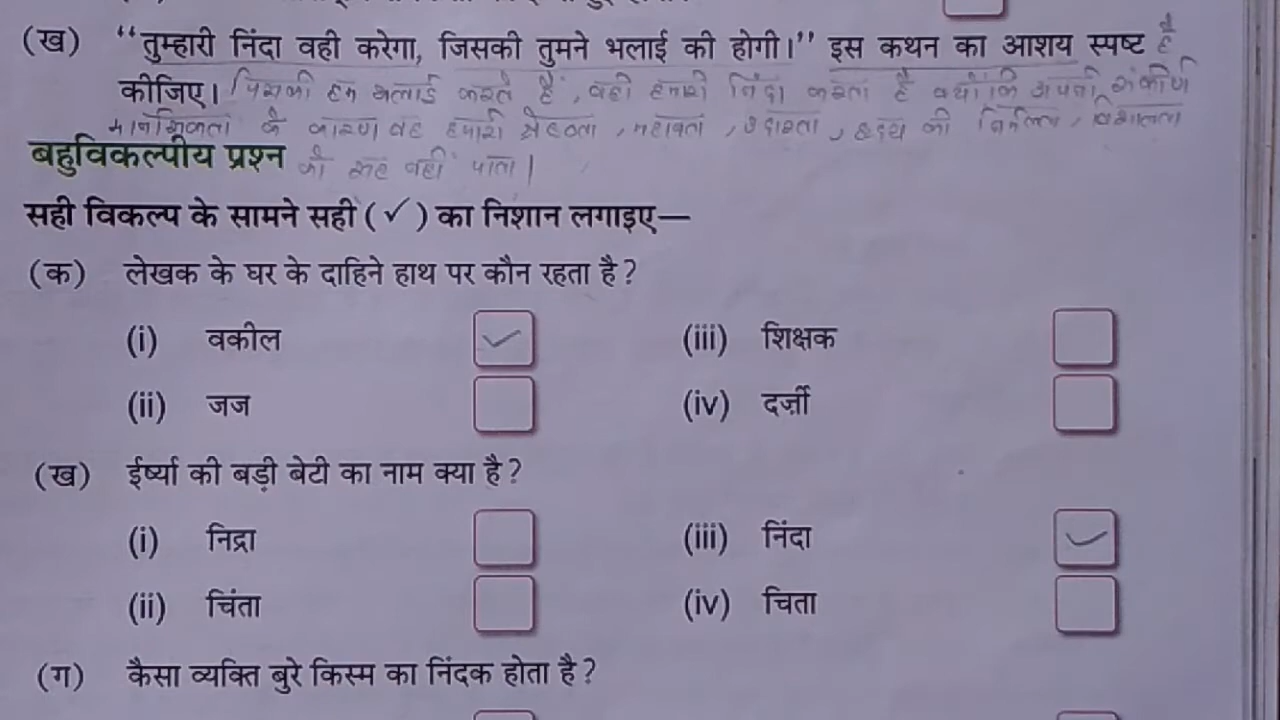 (ख) “तुम्हारी निंदा वही करेगा, जिसकी तुमने भलाई की होगी।” इस कथन का आशय स्पष्ट
कीजिए। जिसकी हम भलाई करते हैं, वही हमारी निंदा करता है क्योंकि अपनी संकीर्ण
मानसिकता के कारण वह हमारी श्रेष्ठता, महानता, उदारता, हृदय की विशालता
को सह नहीं पाता।
बहुविकल्पीय प्रश्न
सही विकल्प के सामने सही (✓) का निशान लगाइए—
(क) लेखक के घर के दाहिने हाथ पर कौन रहता है?
(i) वकील ✓ (iii) शिक्षक
(ii) जज (iv) दर्ज़ी
(ख) ईर्ष्या की बड़ी बेटी का नाम क्या है?
(i) निद्रा (iii) निंदा ✓
(ii) चिंता (iv) चिता
(ग) कैसा व्यक्ति बुरे किस्म का निंदक होता है?